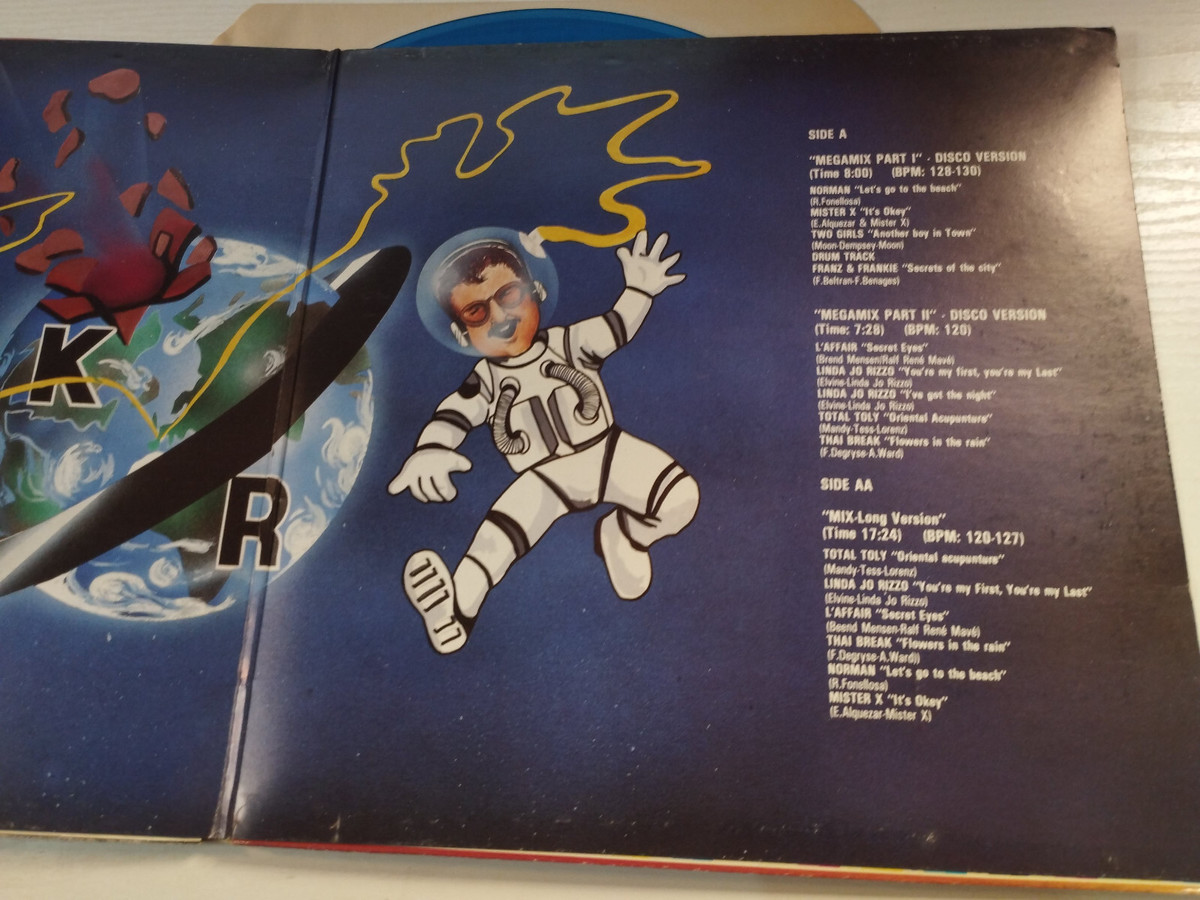 K
R
SIDE A
"MEGAMIX PART I" - DISCO VERSION
(Time 8:00) (BPM: 128-130)
NORMAN "Let's go to the beach"
(R.Fonellosa)
MISTER X "It's Okey"
(E.Alquezar & Mister X)
TWO GIRLS "Another boy in Town"
(Moon-Dempsey-Moon)
DRUM TRACK
FRANZ & FRANKIE "Secrets of the city"
(F.Beltran-F.Benages)
"MEGAMIX PART II" - DISCO VERSION
(Time: 7:28) (BPM: 120)
L'AFFAIR "Secret Eyes"
(Brend Mensen/Ralf René Mavé)
LINDA JO RIZZO "You're my first, you're my Last"
(Elvine-Linda Jo Rizzo)
LINDA JO RIZZO "I've got the night"
(Elvine-Linda Jo Rizzo)
TOTAL TOLY "Oriental Acupunture"
(Mandy-Tess-Lorenz)
THAI BREAK "Flowers in the rain"
(F.Degryse-A.Ward)
SIDE AA
"MIX-Long Version"
(Time 17:24) (BPM: 120-127)
TOTAL TOLY "Oriental acupunture"
(Mandy-Tess-Lorenz)
LINDA JO RIZZO "You're my First, You're my Last"
(Elvine-Linda Jo Rizzo)
L'AFFAIR "Secret Eyes"
(Beend Mensen-Ralf René Mavé)
THAI BREAK "Flowers in the rain"
(F.Degryse-A.Ward))
NORMAN "Let's go to the beach"
(R.Fonellosa)
MISTER X "It's Okey"
(E.Alquezar-Mister X)